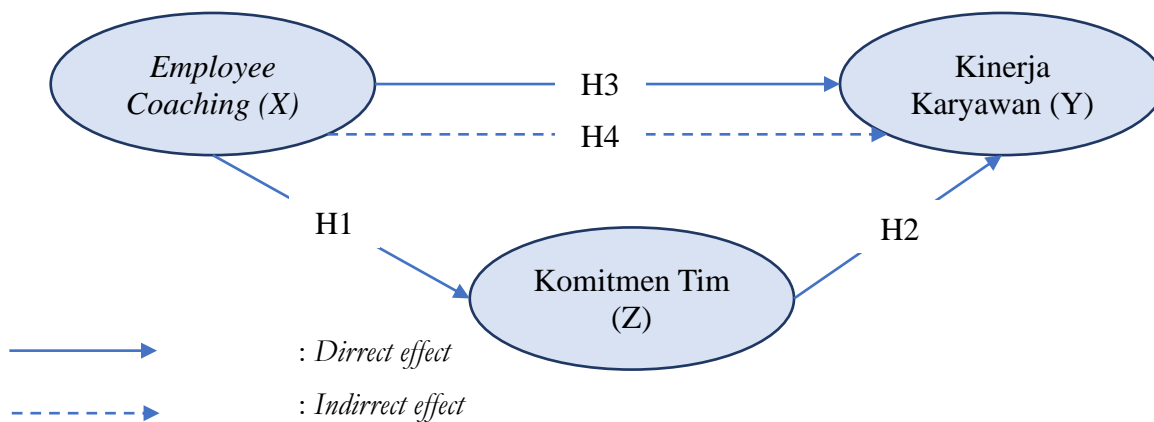 Employee
Coaching (X)
H3
H4
Kinerja
Karyawan (Y)
H1
H2
Komitmen Tim
(Z)
: Dirrect effect
: Indirrect effect